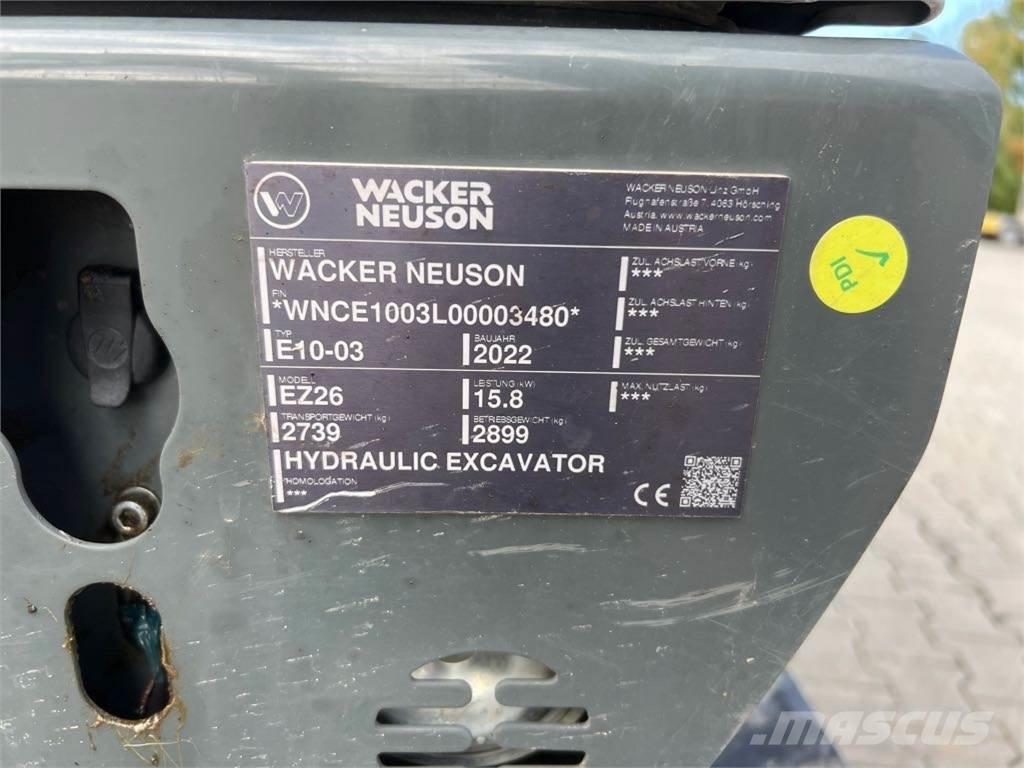 WACKER
NEUSON
WACKER NEUSON Linz GmbH
Flughafenstraße 7, 4063 Hörsching
Austria, www.wackerneuson.com
MADE IN AUSTRIA
HERSTELLER
WACKER NEUSON
FIN
*WNCE1003L00003480*
TYP
E10-03
BAUJAHR
2022
MODELL
EZ26
LEISTUNG (kW)
15.8
TRANSPORTGEWICHT (kg)
2739
BETRIEBSGEWICHT (kg)
2899
HYDRAULIC EXCAVATOR
HOMOLOGATION
***
ZUL. ACHSLAST VORNE (kg)
***
ZUL. ACHSLAST HINTEN (kg)
***
ZUL. GESAMTGEWICHT (kg)
***
MAX. NUTZLAST (kg)
***
CE
PDI
MASCUS